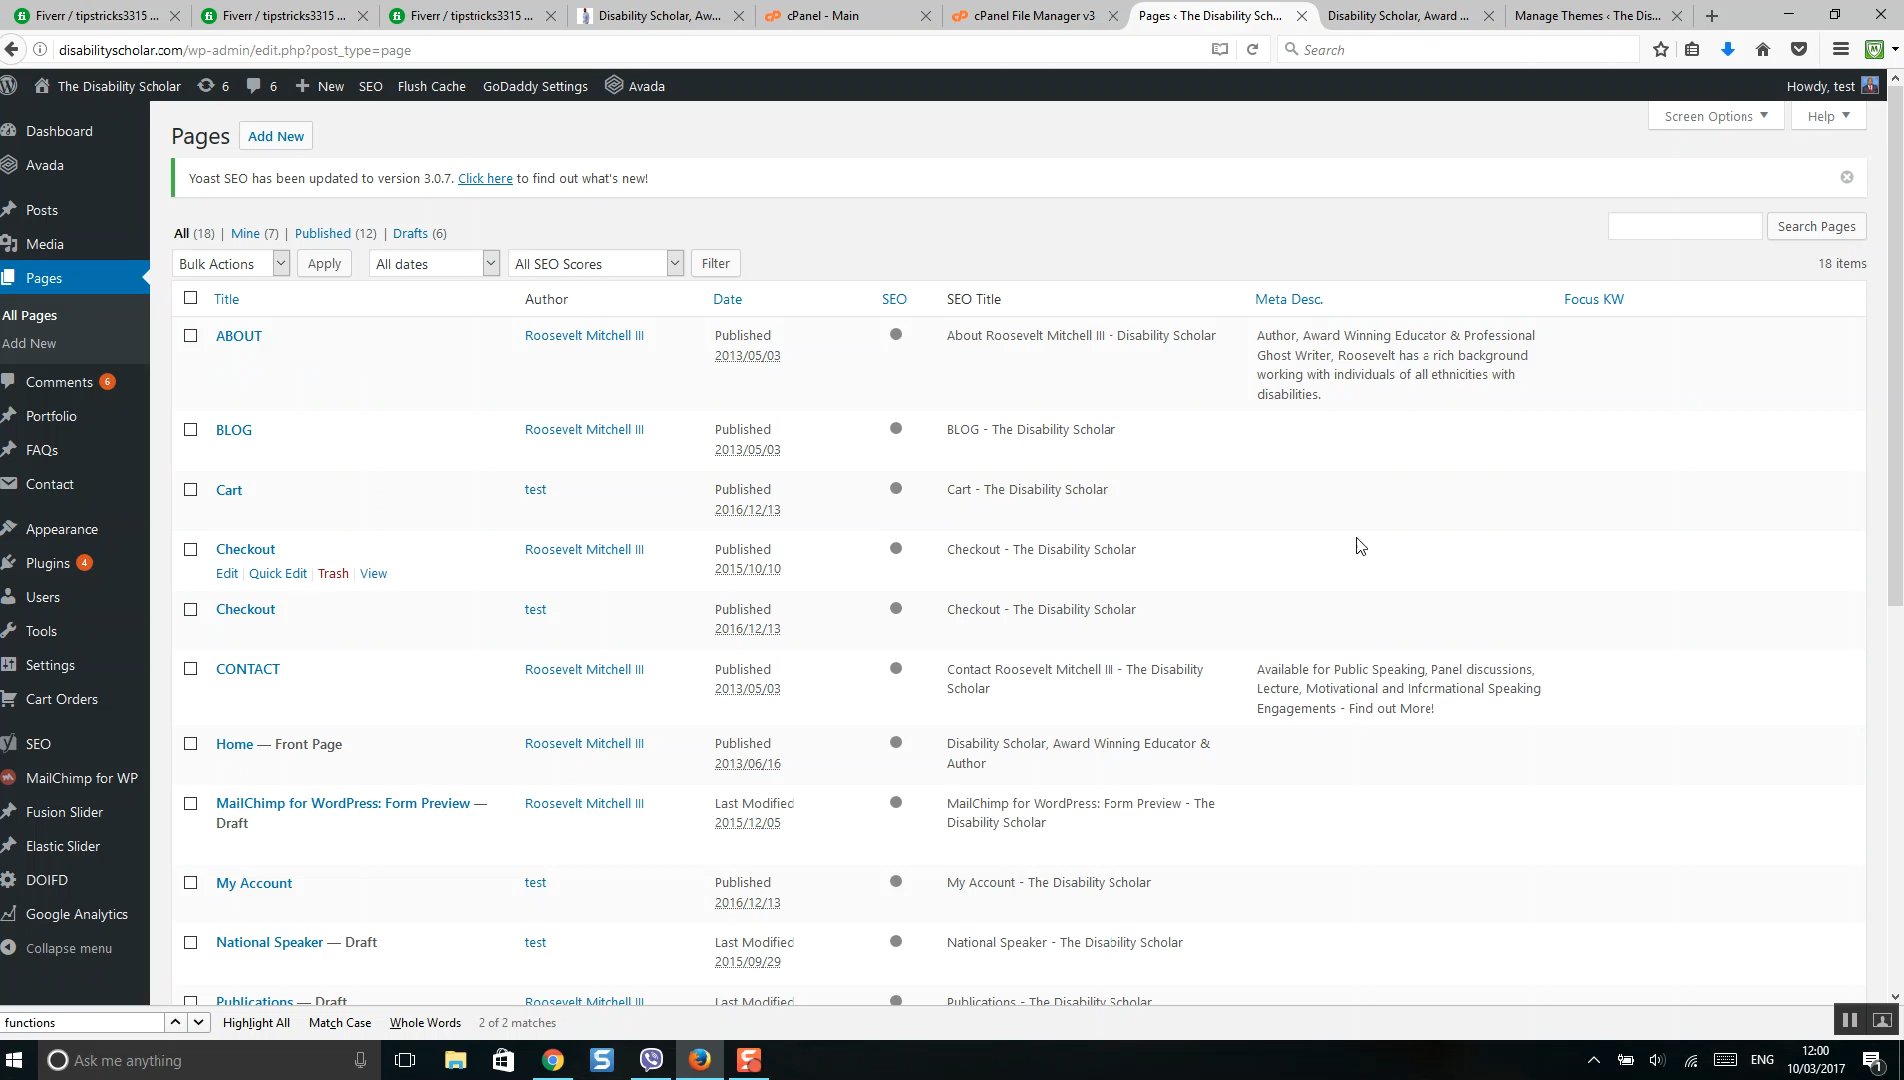 Fiverr / tipstricks3315 ...
Fiverr / tipstricks3315 ...
Fiverr / tipstricks3315 ...
Disability Scholar, Aw...
cPanel - Main
cPanel File Manager v3
Pages ‹ The Disability Sch...
Disability Scholar, Award ...
Manage Themes ‹ The Dis...
disabilityscholar.com/wp-admin/edit.php?post_type=page
Search
The Disability Scholar
6
6
New
SEO
Flush Cache
GoDaddy Settings
Avada
Howdy, test
Dashboard
Avada
Posts
Media
Pages
All Pages
Add New
Comments 6
Portfolio
FAQs
Contact
Appearance
Plugins 4
Users
Tools
Settings
Cart Orders
SEO
MailChimp for WP
Fusion Slider
Elastic Slider
DOIFD
Google Analytics
Collapse menu
Screen Options
Help
Pages
Add New
Yoast SEO has been updated to version 3.0.7. Click here to find out what's new!
All (18) | Mine (7) | Published (12) | Drafts (6)
Search Pages
Bulk Actions
Apply
All dates
All SEO Scores
Filter
18 items
Title
Author
Date
SEO
SEO Title
Meta Desc.
Focus KW
ABOUT
Roosevelt Mitchell III
Published
2013/05/03
About Roosevelt Mitchell III - Disability Scholar
Author, Award Winning Educator & Professional
Ghost Writer, Roosevelt has a rich background
working with individuals of all ethnicities with
disabilities.
BLOG
Roosevelt Mitchell III
Published
2013/05/03
BLOG - The Disability Scholar
Cart
test
Published
2016/12/13
Cart - The Disability Scholar
Checkout
Edit | Quick Edit | Trash | View
Roosevelt Mitchell III
Published
2015/10/10
Checkout - The Disability Scholar
Checkout
test
Published
2016/12/13
Checkout - The Disability Scholar
CONTACT
Roosevelt Mitchell III
Published
2013/05/03
Contact Roosevelt Mitchell III - The Disability
Scholar
Available for Public Speaking, Panel discussions,
Lecture, Motivational and Informational Speaking
Engagements - Find out More!
Home — Front Page
Roosevelt Mitchell III
Published
2013/06/16
Disability Scholar, Award Winning Educator &
Author
MailChimp for WordPress: Form Preview —
Draft
Roosevelt Mitchell III
Last Modified
2015/12/05
MailChimp for WordPress: Form Preview - The
Disability Scholar
My Account
test
Published
2016/12/13
My Account - The Disability Scholar
National Speaker — Draft
test
Last Modified
2015/09/29
National Speaker - The Disability Scholar
Publications — Draft
Roosevelt Mitchell III
Last Modified
Publications - The Disability Scholar
functions
Highlight All
Match Case
Whole Words
2 of 2 matches
Ask me anything
ENG
12:00
10/03/2017
1